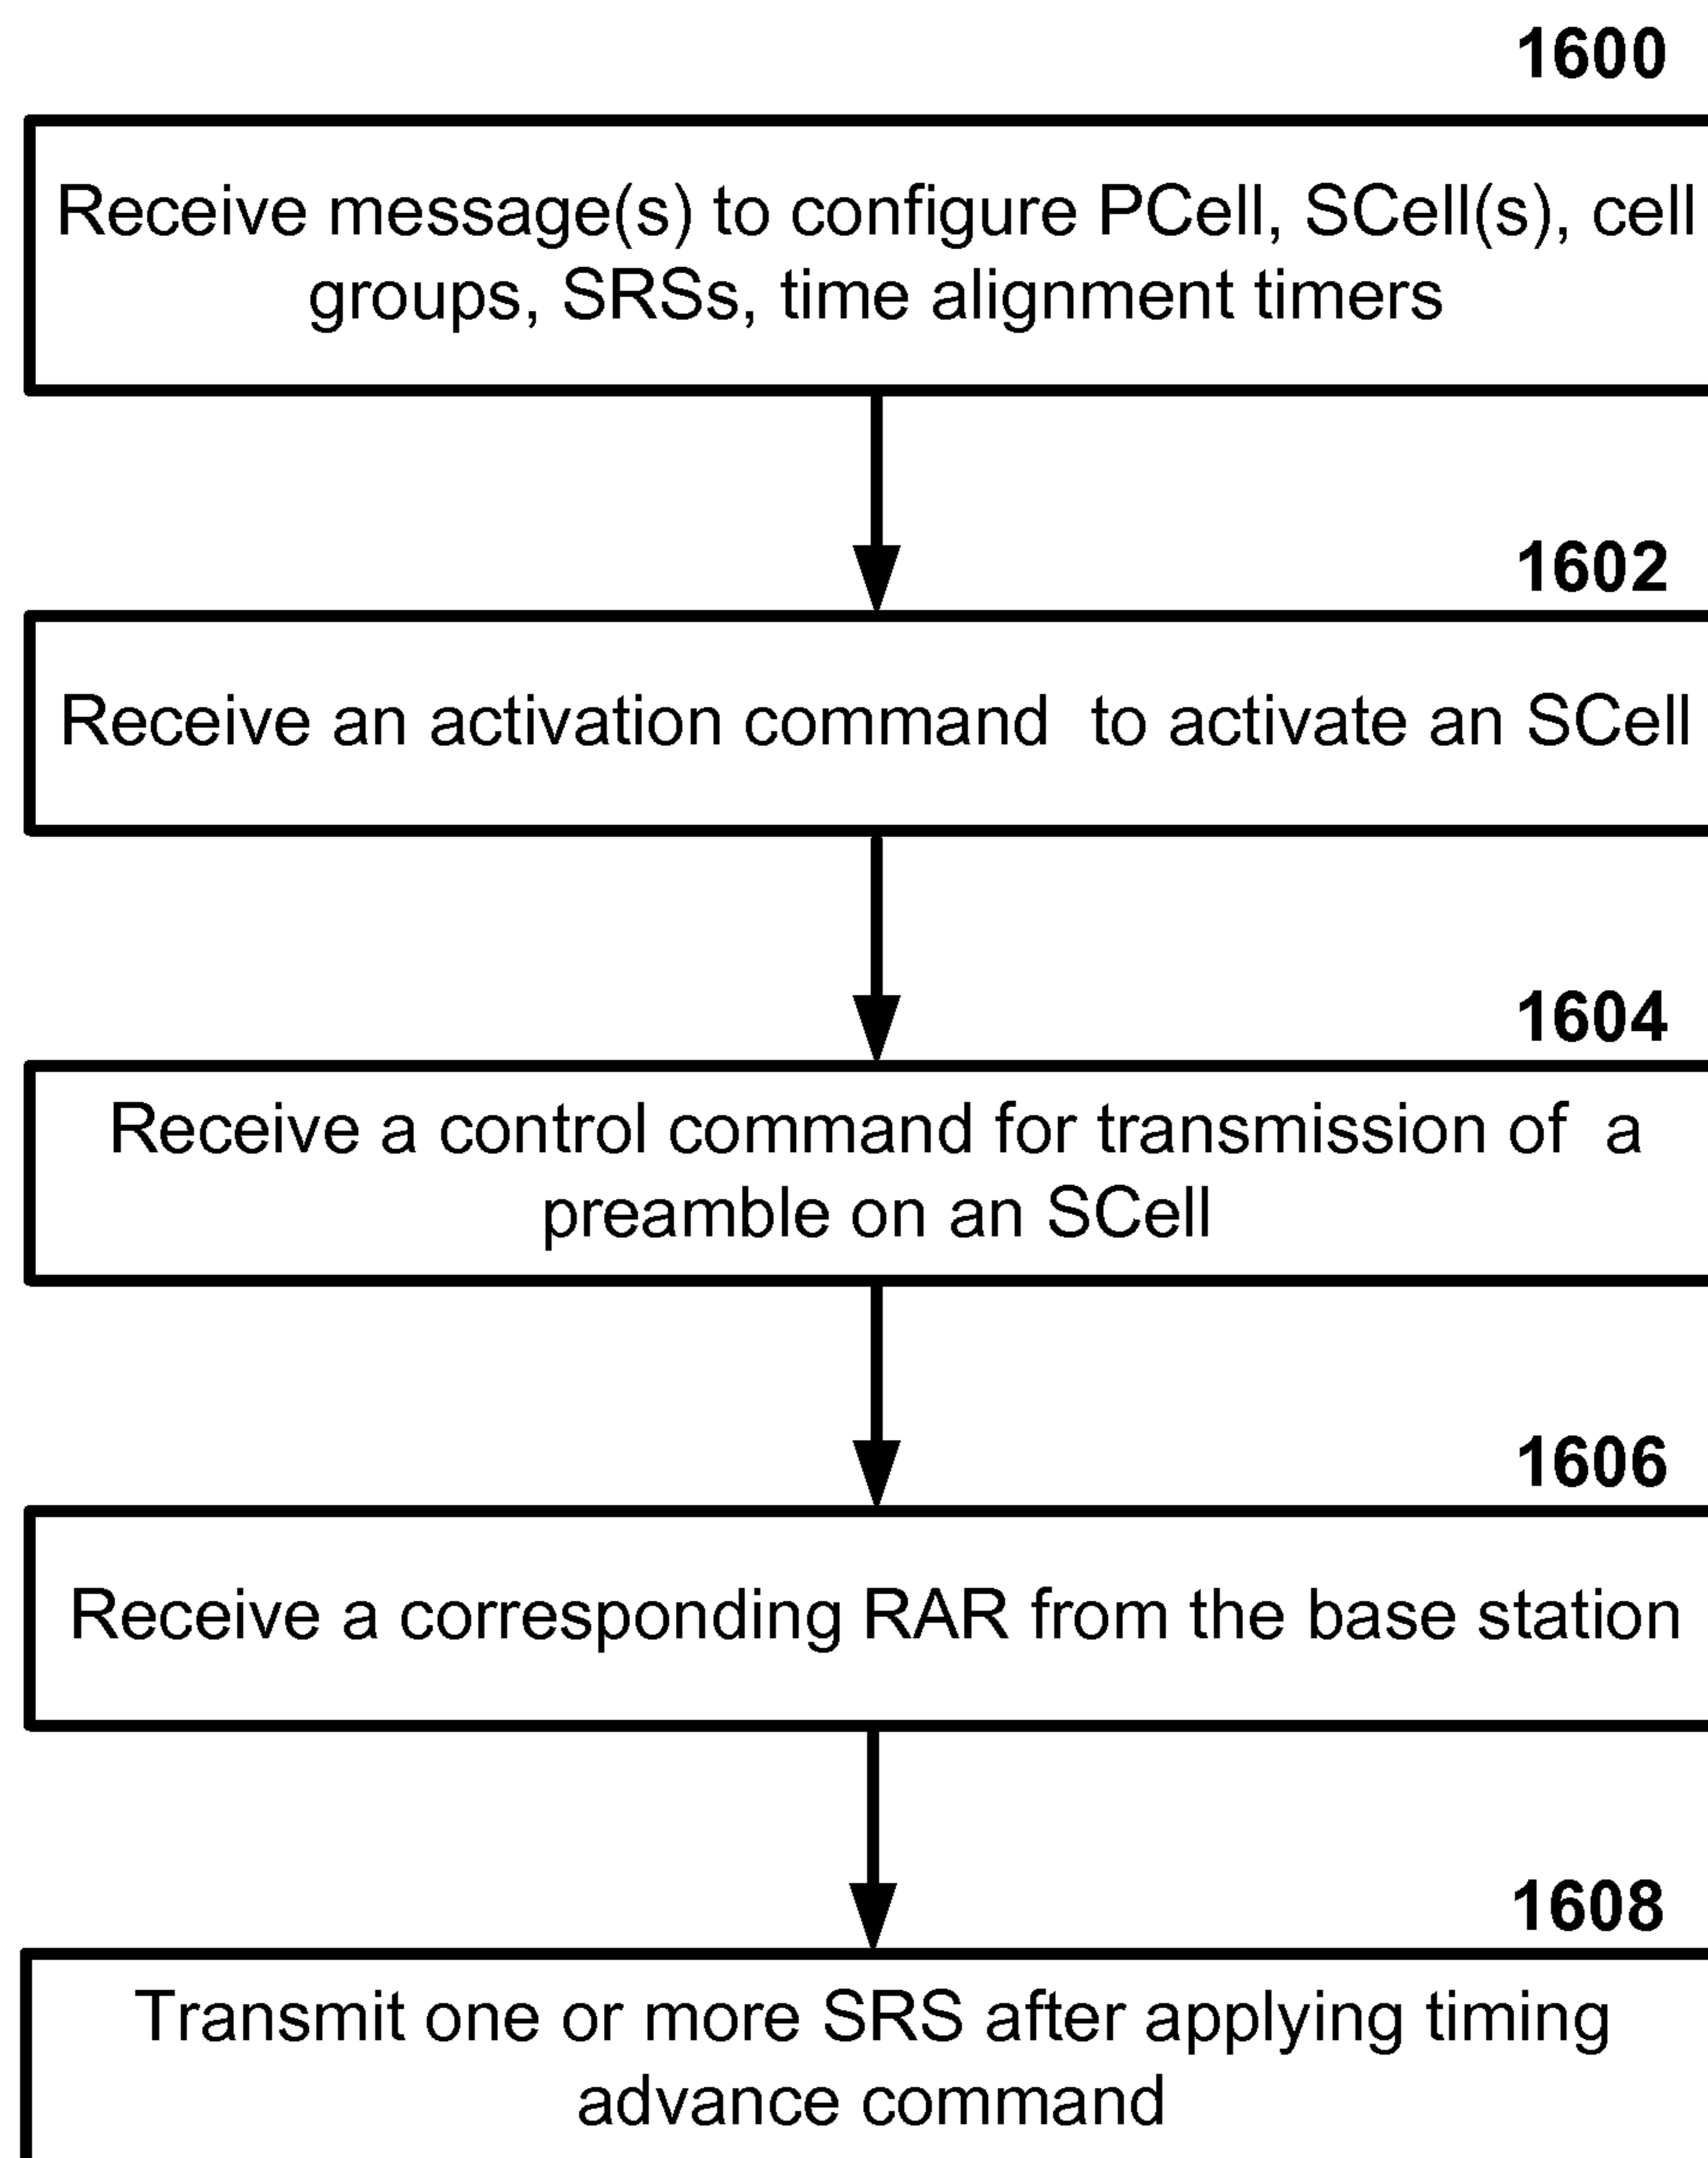 1600
Receive message(s) to configure PCell, SCell(s), cell
groups, SRSs, time alignment timers
1602
Receive an activation command to activate an SCell
1604
Receive a control command for transmission of a
preamble on an SCell
1606
Receive a corresponding RAR from the base station
1608
Transmit one or more SRS after applying timing
advance command